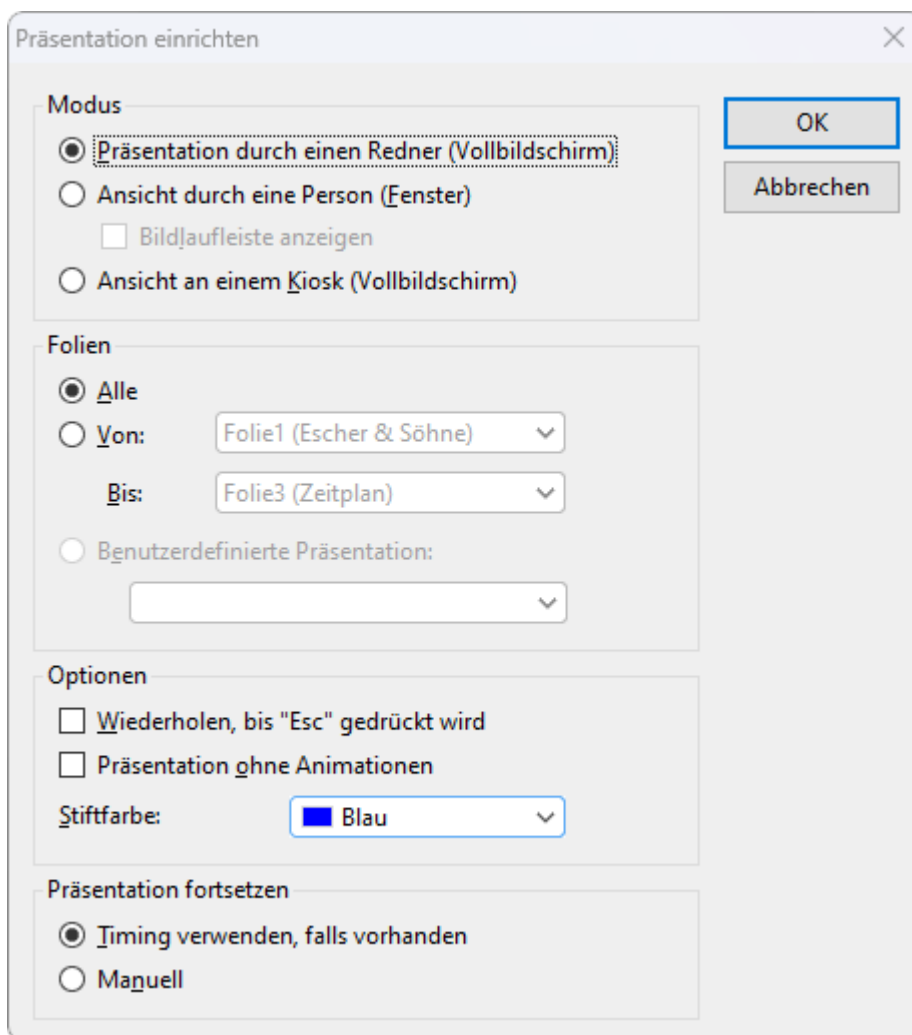 Präsentation einrichten
Modus
OK
Präsentation durch einen Redner (Vollbildschirm)
Abbrechen
Ansicht durch eine Person (Fenster)
Bildlaufleiste anzeigen
Ansicht an einem Kiosk (Vollbildschirm)
Folien
Alle
Von: Folie1 (Escher & Söhne)
Bis: Folie3 (Zeitplan)
Benutzerdefinierte Präsentation:
Optionen
Wiederholen, bis "Esc" gedrückt wird
Präsentation ohne Animationen
Stiftfarbe: Blau
Präsentation fortsetzen
Timing verwenden, falls vorhanden
Manuell